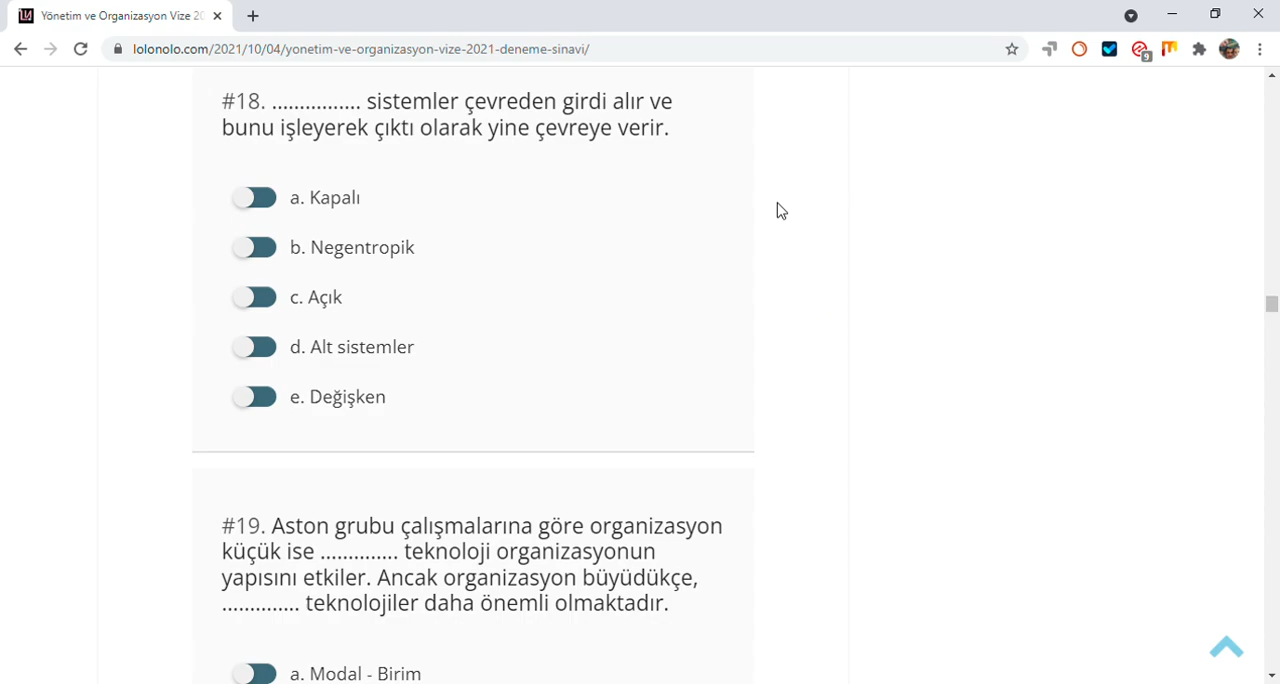 Yönetim ve Organizasyon Vize 20
lolonolo.com/2021/10/04/yonetim-ve-organizasyon-vize-2021-deneme-sinavi/
9
#18. ................ sistemler çevreden girdi alır ve
bunu işleyerek çıktı olarak yine çevreye verir.
a. Kapalı
b. Negentropik
c. Açık
d. Alt sistemler
e. Değişken
#19. Aston grubu çalışmalarına göre organizasyon
küçük ise .............. teknoloji organizasyonun
yapısını etkiler. Ancak organizasyon büyüdükçe,
.............. teknolojiler daha önemli olmaktadır.
a. Modal - Birim